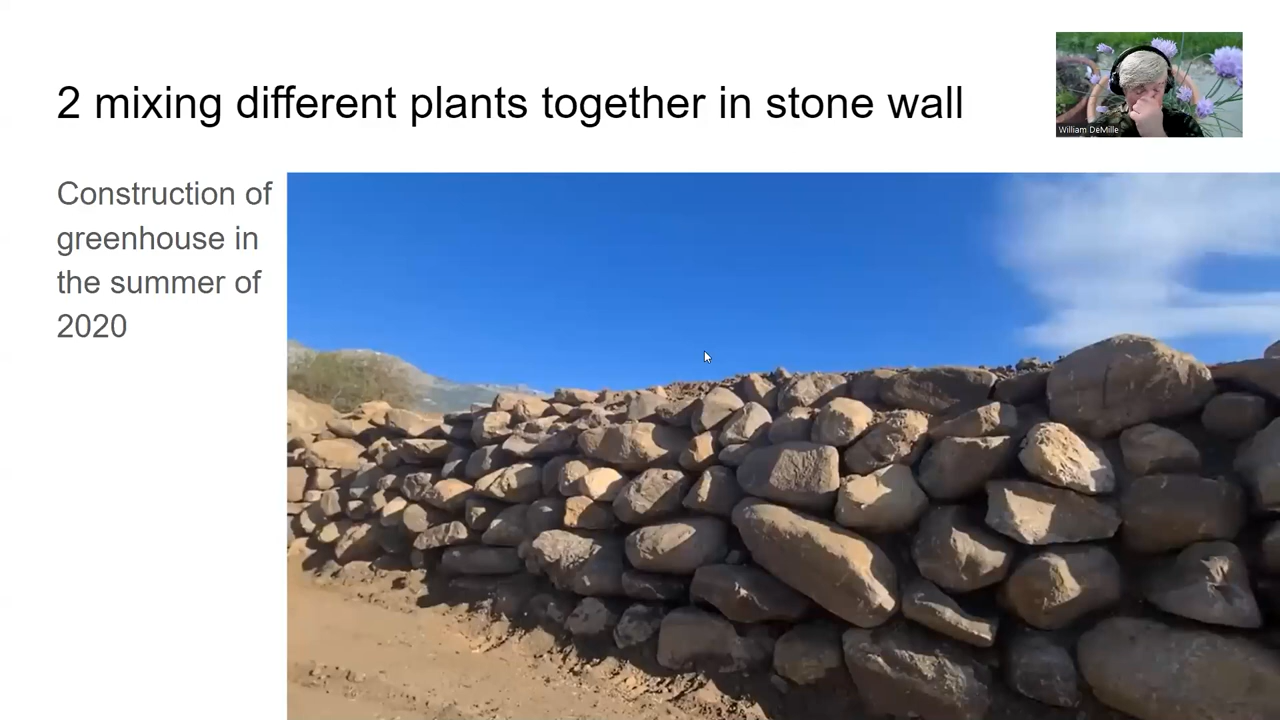 2 mixing different plants together in stone wall
William DeMille
Construction of
greenhouse in
the summer of
2020